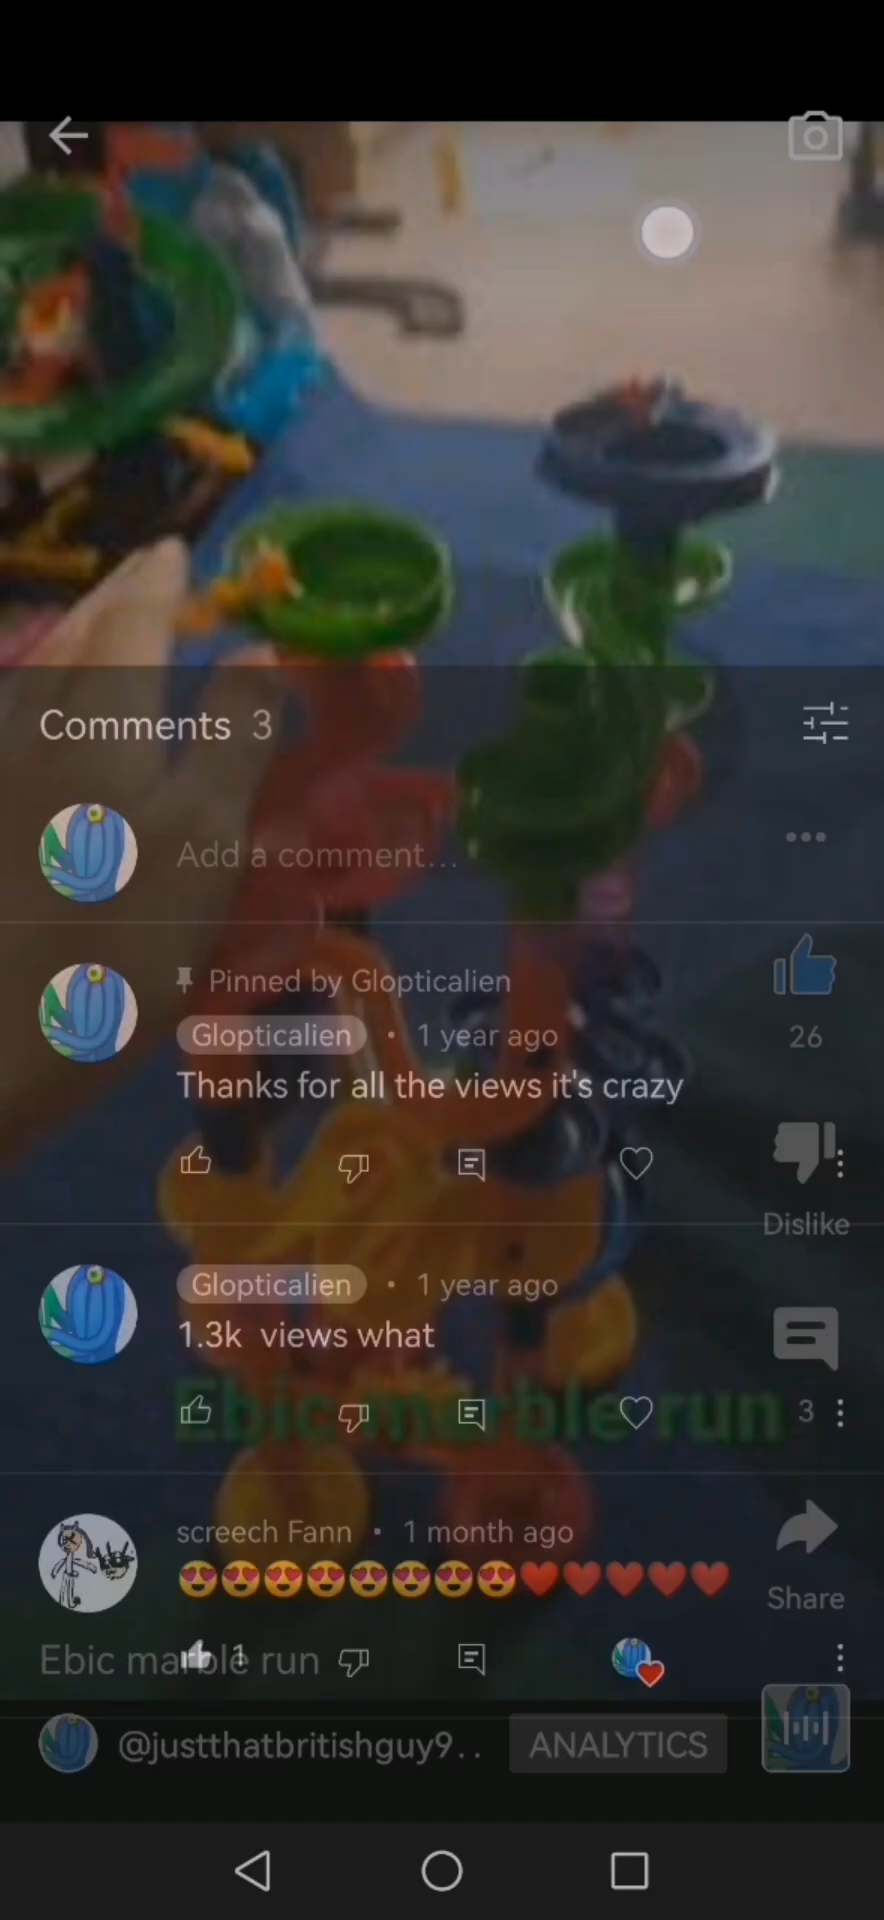 Comments 3
Add a comment...
Pinned by Glopticalien
Glopticalien • 1 year ago
Thanks for all the views it's crazy
26
Dislike
Glopticalien • 1 year ago
1.3k views what
Ebic marble run
3
screech Fann • 1 month ago
😍😍😍😍😍😍😍😍❤️❤️❤️❤️❤️
Share
1
Ebic marble run
@justthatbritishguy9..
ANALYTICS